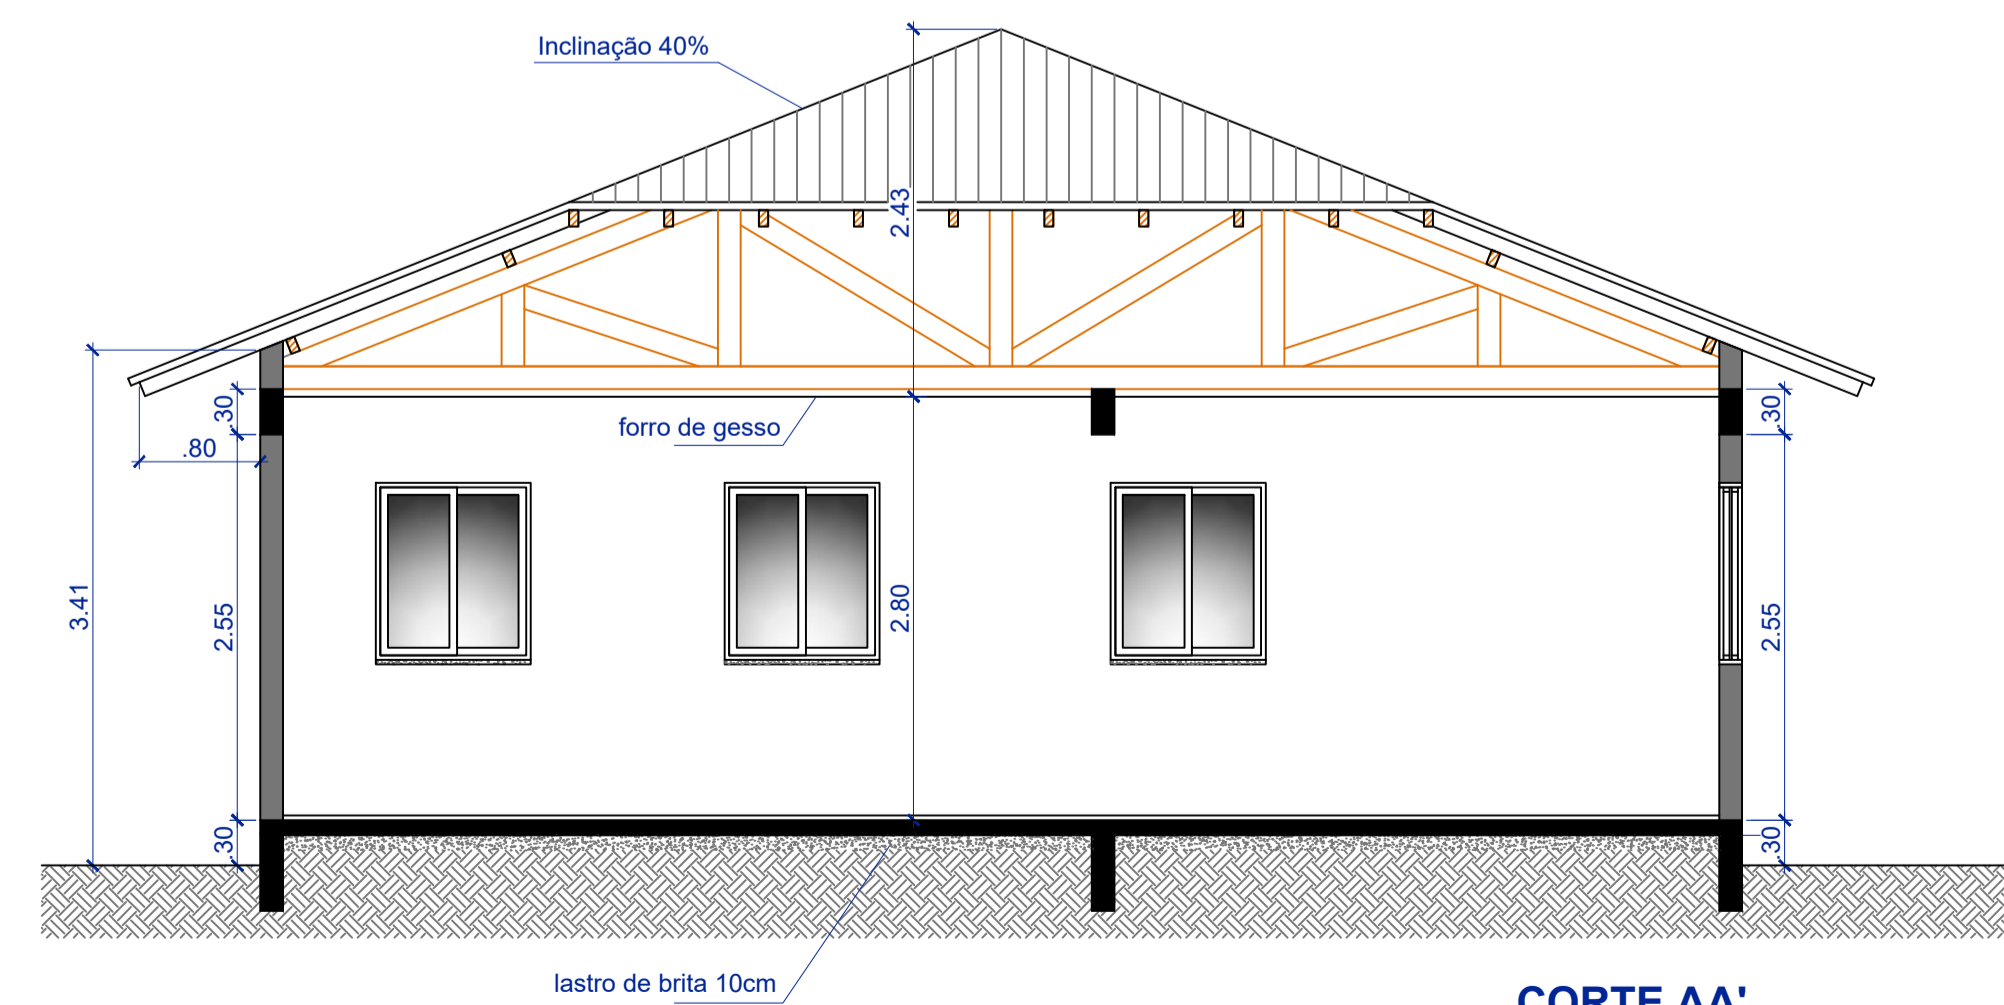 Inclinação 40%
2.43
.30
forro de gesso
.30
.80
3.41
2.55
2.80
2.55
.30
.30
lastro de brita 10cm
CORTE AA'